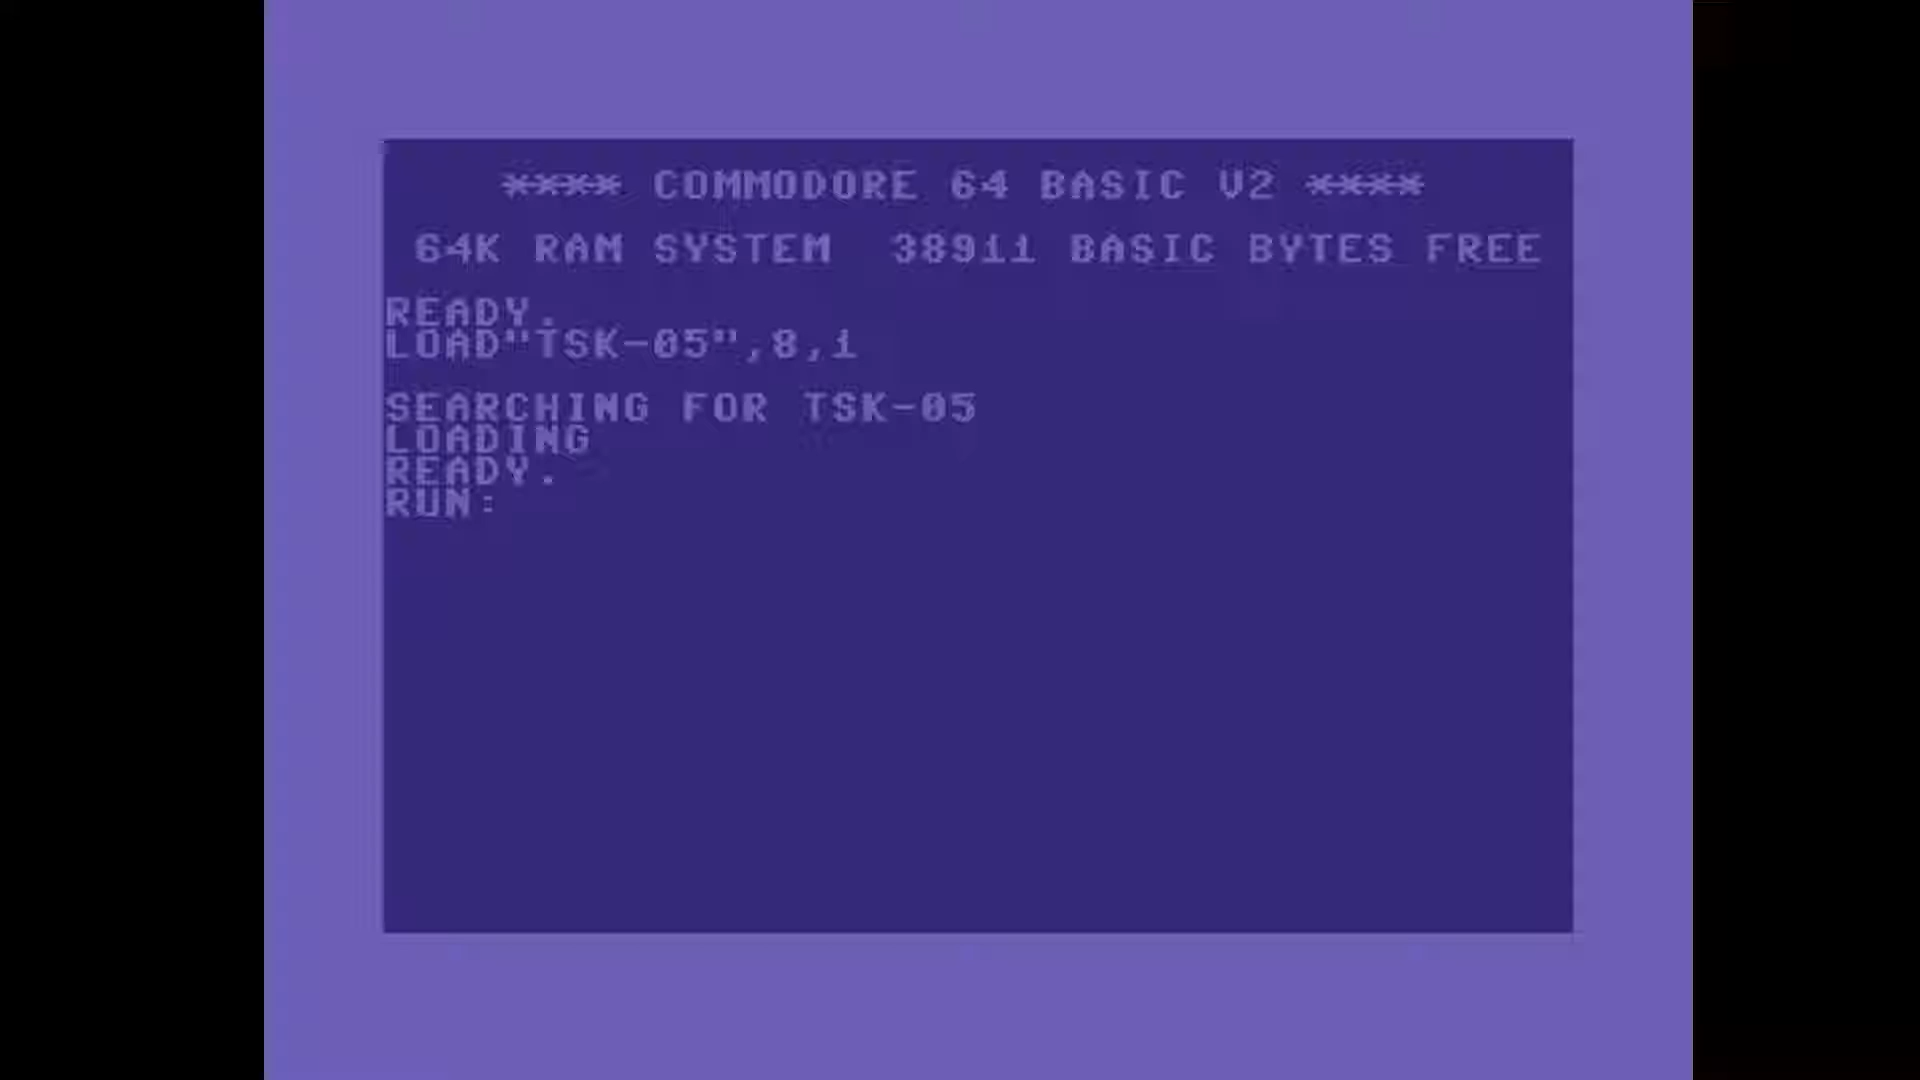 **** COMMODORE 64 BASIC V2 ****
64K RAM SYSTEM  38911 BASIC BYTES FREE
READY.
LOAD"TSK-05",8,1
SEARCHING FOR TSK-05
LOADING
READY.
RUN: